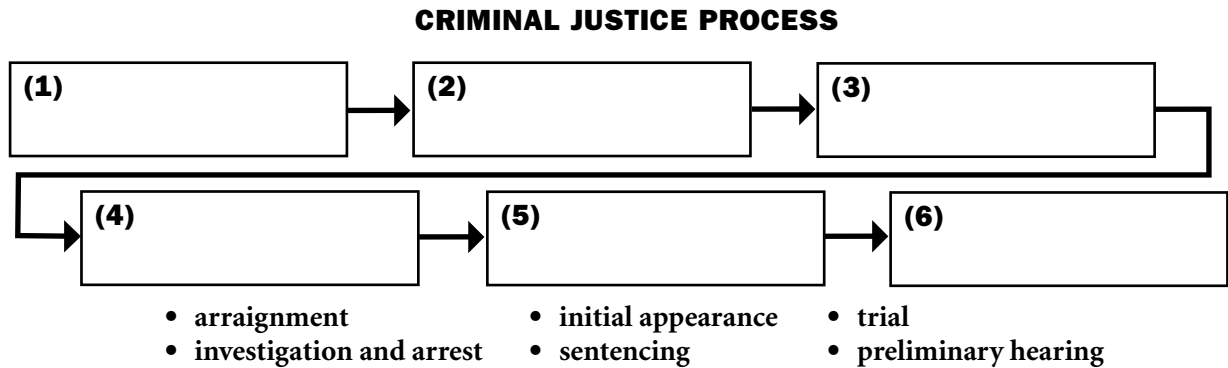 CRIMINAL JUSTICE PROCESS
(1)
(2)
(3)
(4)
(5)
(6)
• arraignment
• investigation and arrest
• initial appearance
• sentencing
• trial
• preliminary hearing